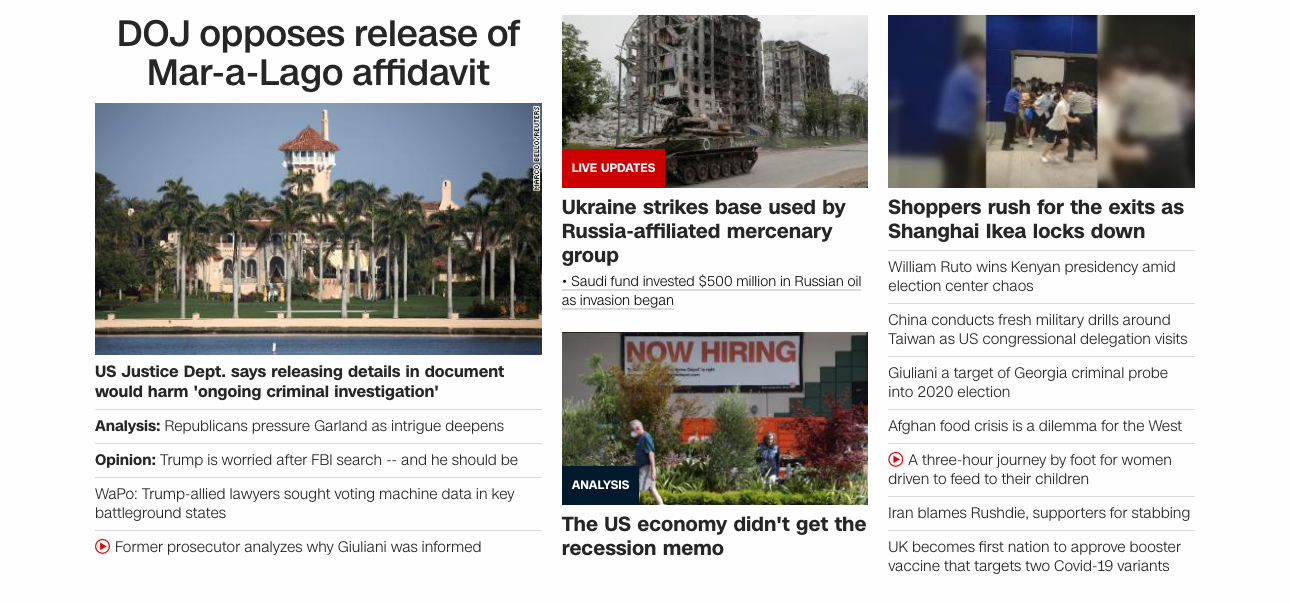 DOJ opposes release of
Mar-a-Lago affidavit
MARCO BELLO/REUTERS
US Justice Dept. says releasing details in document
would harm 'ongoing criminal investigation'
Analysis: Republicans pressure Garland as intrigue deepens
Opinion: Trump is worried after FBI search -- and he should be
WaPo: Trump-allied lawyers sought voting machine data in key
battleground states
Former prosecutor analyzes why Giuliani was informed
LIVE UPDATES
Ukraine strikes base used by
Russia-affiliated mercenary
group
• Saudi fund invested $500 million in Russian oil
as invasion began
NOW HIRING
ANALYSIS
The US economy didn't get the
recession memo
Shoppers rush for the exits as
Shanghai Ikea locks down
William Ruto wins Kenyan presidency amid
election center chaos
China conducts fresh military drills around
Taiwan as US congressional delegation visits
Giuliani a target of Georgia criminal probe
into 2020 election
Afghan food crisis is a dilemma for the West
A three-hour journey by foot for women
driven to feed to their children
Iran blames Rushdie, supporters for stabbing
UK becomes first nation to approve booster
vaccine that targets two Covid-19 variants